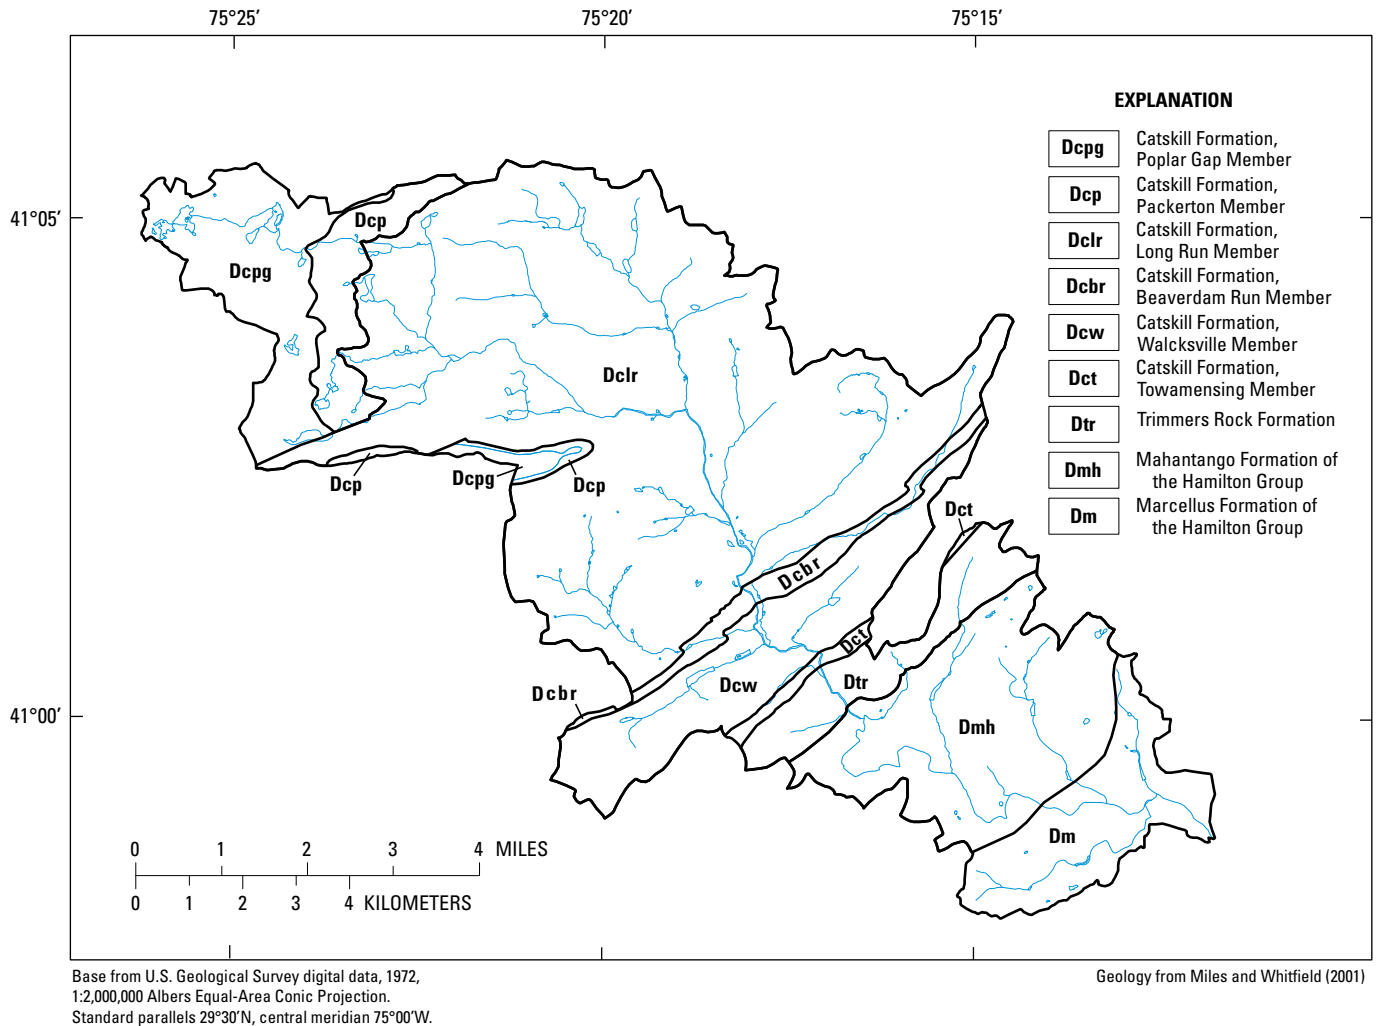 75°25′ 75°20′ 75°15′
EXPLANATION
Dcpg Catskill Formation,
Poplar Gap Member
Dcp Catskill Formation,
Packerton Member
Dclr Catskill Formation,
Long Run Member
Dcbr Catskill Formation,
Beaverdam Run Member
Dcw Catskill Formation,
Walcksville Member
Dct Catskill Formation,
Towamensing Member
Dtr Trimmers Rock Formation
Dmh Mahantango Formation of
the Hamilton Group
Dm Marcellus Formation of
the Hamilton Group
41°05′
Dcp
Dcpg
Dclr
Dcp
Dcpg
Dcp
Dct
Dcbr
Dct
Dcbr
Dcw
Dtr
41°00′
Dmh
Dm
0 1 2 3 4 MILES
0 1 2 3 4 KILOMETERS
Base from U.S. Geological Survey digital data, 1972,
1:2,000,000 Albers Equal-Area Conic Projection.
Standard parallels 29°30′N, central meridian 75°00′W.
Geology from Miles and Whitfield (2001)